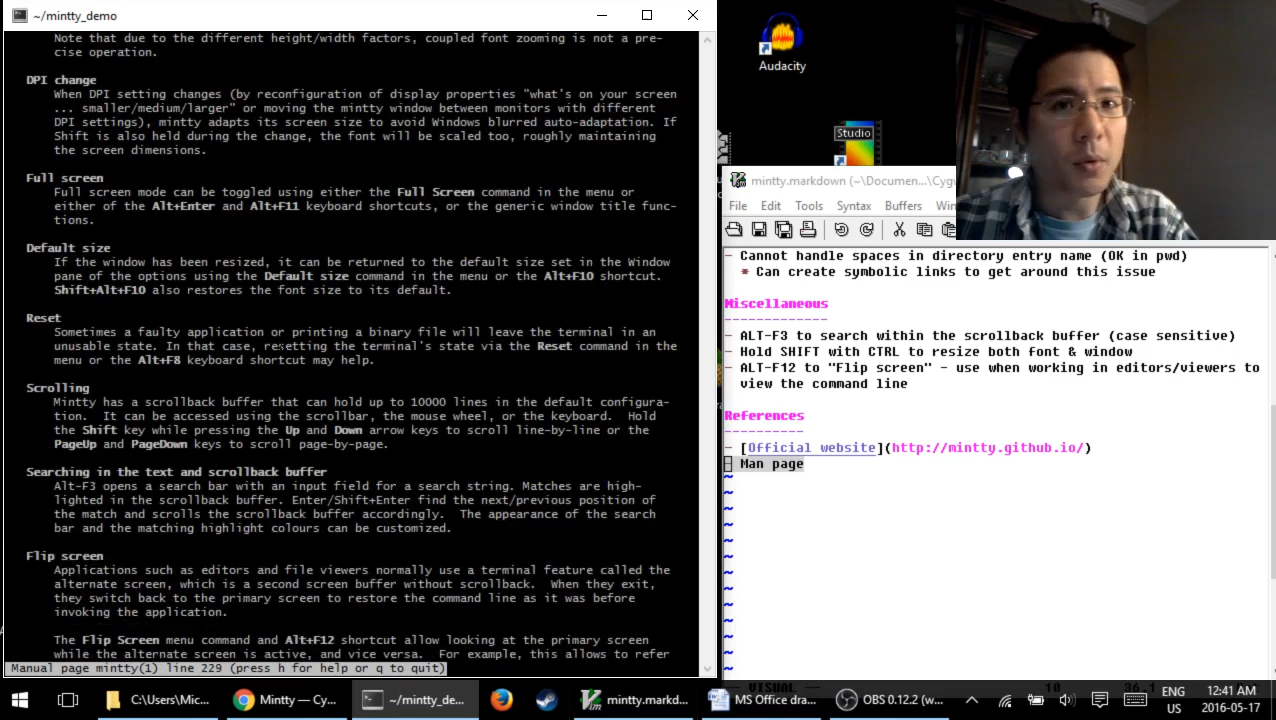 ~/mintty_demo
Note that due to the different height/width factors, coupled font zooming is not a pre-
cise operation.
DPI change
When DPI setting changes (by reconfiguration of display properties "what's on your screen
... smaller/medium/larger" or moving the mintty window between monitors with different
DPI settings), mintty adapts its screen size to avoid Windows blurred auto-adaptation. If
Shift is also held during the change, the font will be scaled too, roughly maintaining
the screen dimensions.
Full screen
Full screen mode can be toggled using either the Full Screen command in the menu or
either of the Alt+Enter and Alt+F11 keyboard shortcuts, or the generic window title func-
tions.
Default size
If the window has been resized, it can be returned to the default size set in the Window
pane of the options using the Default size command in the menu or the Alt+F10 shortcut.
Shift+Alt+F10 also restores the font size to its default.
Reset
Sometimes a faulty application or printing a binary file will leave the terminal in an
unusable state. In that case, resetting the terminal's state via the Reset command in the
menu or the Alt+F8 keyboard shortcut may help.
Scrolling
Mintty has a scrollback buffer that can hold up to 10000 lines in the default configura-
tion.  It can be accessed using the scrollbar, the mouse wheel, or the keyboard.  Hold
the Shift key while pressing the Up and Down arrow keys to scroll line-by-line or the
PageUp and PageDown keys to scroll page-by-page.
Searching in the text and scrollback buffer
Alt-F3 opens a search bar with an input field for a search string. Matches are high-
lighted in the scrollback buffer. Enter/Shift+Enter find the next/previous position of
the match and scrolls the scrollback buffer accordingly.  The appearance of the search
bar and the matching highlight colours can be customized.
Flip screen
Applications such as editors and file viewers normally use a terminal feature called the
alternate screen, which is a second screen buffer without scrollback.  When they exit,
they switch back to the primary screen to restore the command line as it was before
invoking the application.
The Flip Screen menu command and Alt+F12 shortcut allow looking at the primary screen
while the alternate screen is active, and vice versa.  For example, this allows to refer
Manual page mintty(1) line 229 (press h for help or q to quit)
Audacity
Studio
mintty.markdown (~\Documen...\Cygw
File Edit Tools Syntax Buffers Win
- Cannot handle spaces in directory entry name (OK in pwd)
* Can create symbolic links to get around this issue
Miscellaneous
-------------
- ALT-F3 to search within the scrollback buffer (case sensitive)
- Hold SHIFT with CTRL to resize both font & window
- ALT-F12 to "Flip screen" - use when working in editors/viewers to
view the command line
References
----------
- [Official website](http://mintty.github.io/)
- Man page
~
~
~
~
~
~
~
~
~
~
~
~
~
-- VISUAL --
C:\Users\Mic...
Mintty — Cy...
~/mintty_de...
mintty.markd...
MS Office dra...
OBS 0.12.2 (w...
ENG
US
12:41 AM
2016-05-17